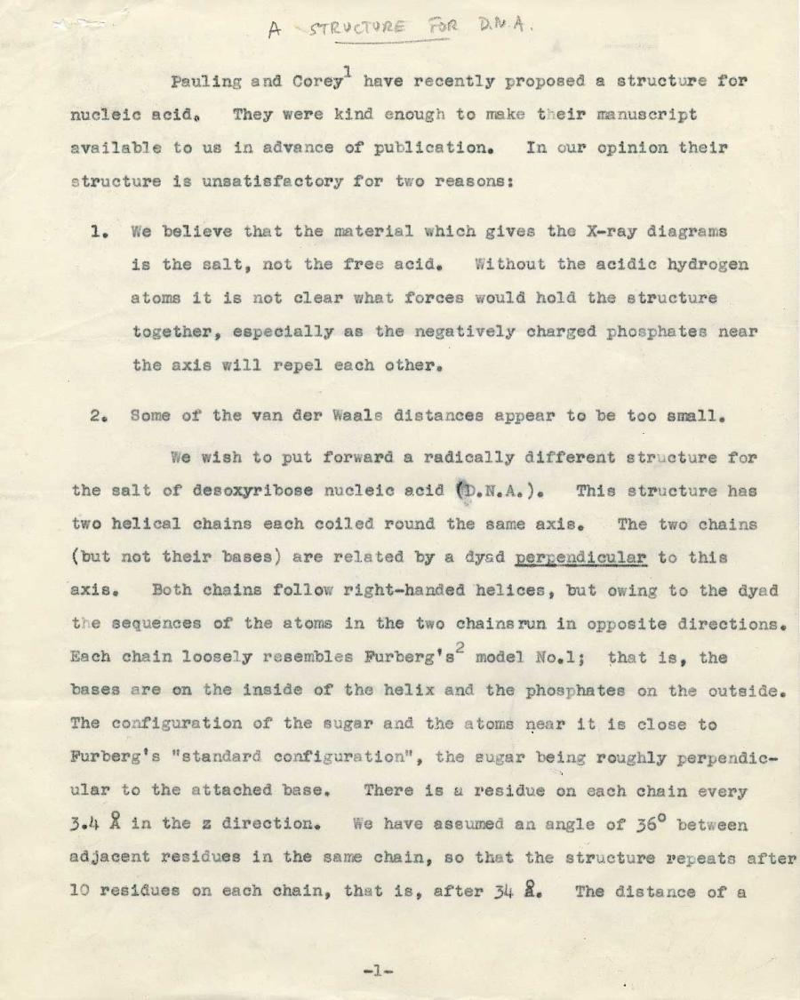 A STRUCTURE FOR D.N.A.
Pauling and Corey1 have recently proposed a structure for
nucleic acid. They were kind enough to make their manuscript
available to us in advance of publication. In our opinion their
structure is unsatisfactory for two reasons:
1. We believe that the material which gives the X-ray diagrams
is the salt, not the free acid. Without the acidic hydrogen
atoms it is not clear what forces would hold the structure
together, especially as the negatively charged phosphates near
the axis will repel each other.
2. Some of the van der Waals distances appear to be too small.
We wish to put forward a radically different structure for
the salt of desoxyribose nucleic acid (D.N.A.). This structure has
two helical chains each coiled round the same axis. The two chains
(but not their bases) are related by a dyad perpendicular to this
axis. Both chains follow right-handed helices, but owing to the dyad
the sequences of the atoms in the two chainsrun in opposite directions.
Each chain loosely resembles Furberg's2 model No.1; that is, the
bases are on the inside of the helix and the phosphates on the outside.
The configuration of the sugar and the atoms near it is close to
Furberg's "standard configuration", the sugar being roughly perpendic-
ular to the attached base. There is a residue on each chain every
3.4 Å in the z direction. We have assumed an angle of 36° between
adjacent residues in the same chain, so that the structure repeats after
10 residues on each chain, that is, after 34 Å. The distance of a
-1-